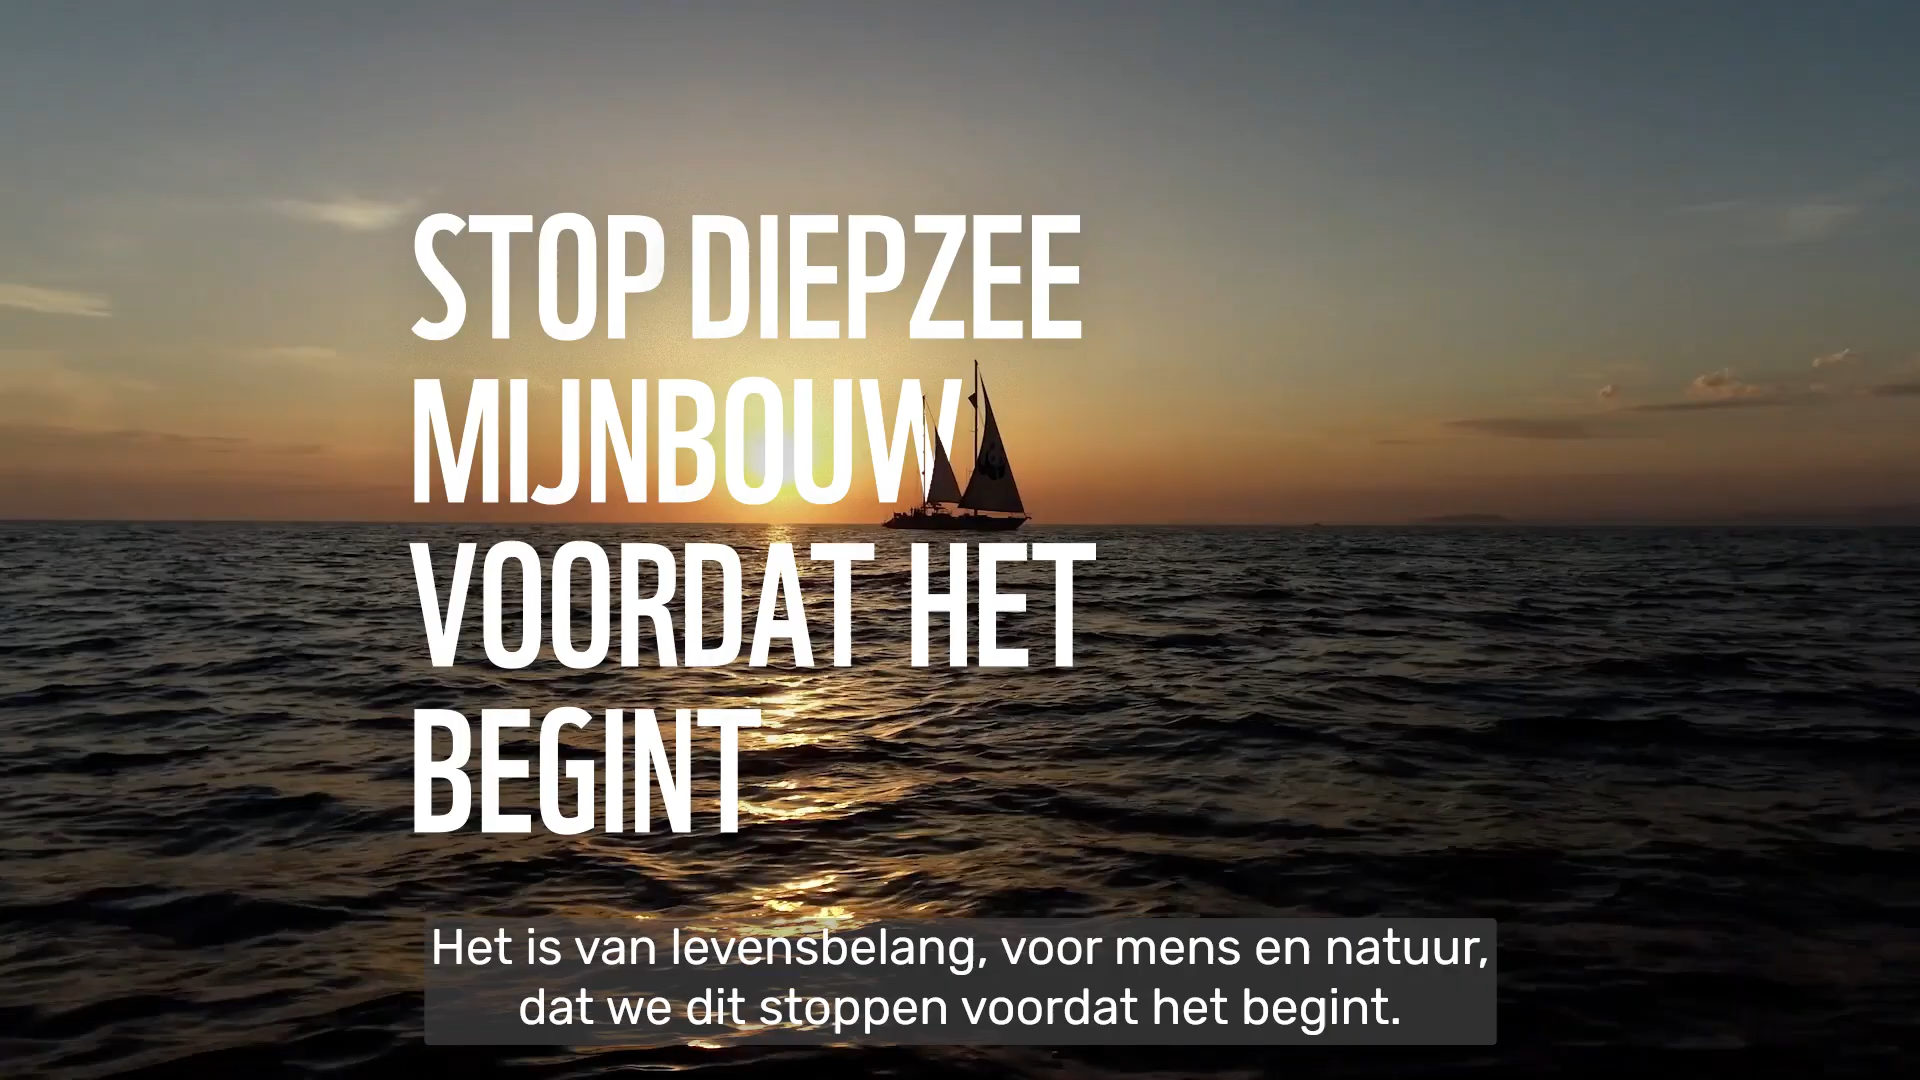 STOP DIEPZEE
MIJNBOUW
VOORDAT HET
BEGINT
Het is van levensbelang, voor mens en natuur,
dat we dit stoppen voordat het begint.